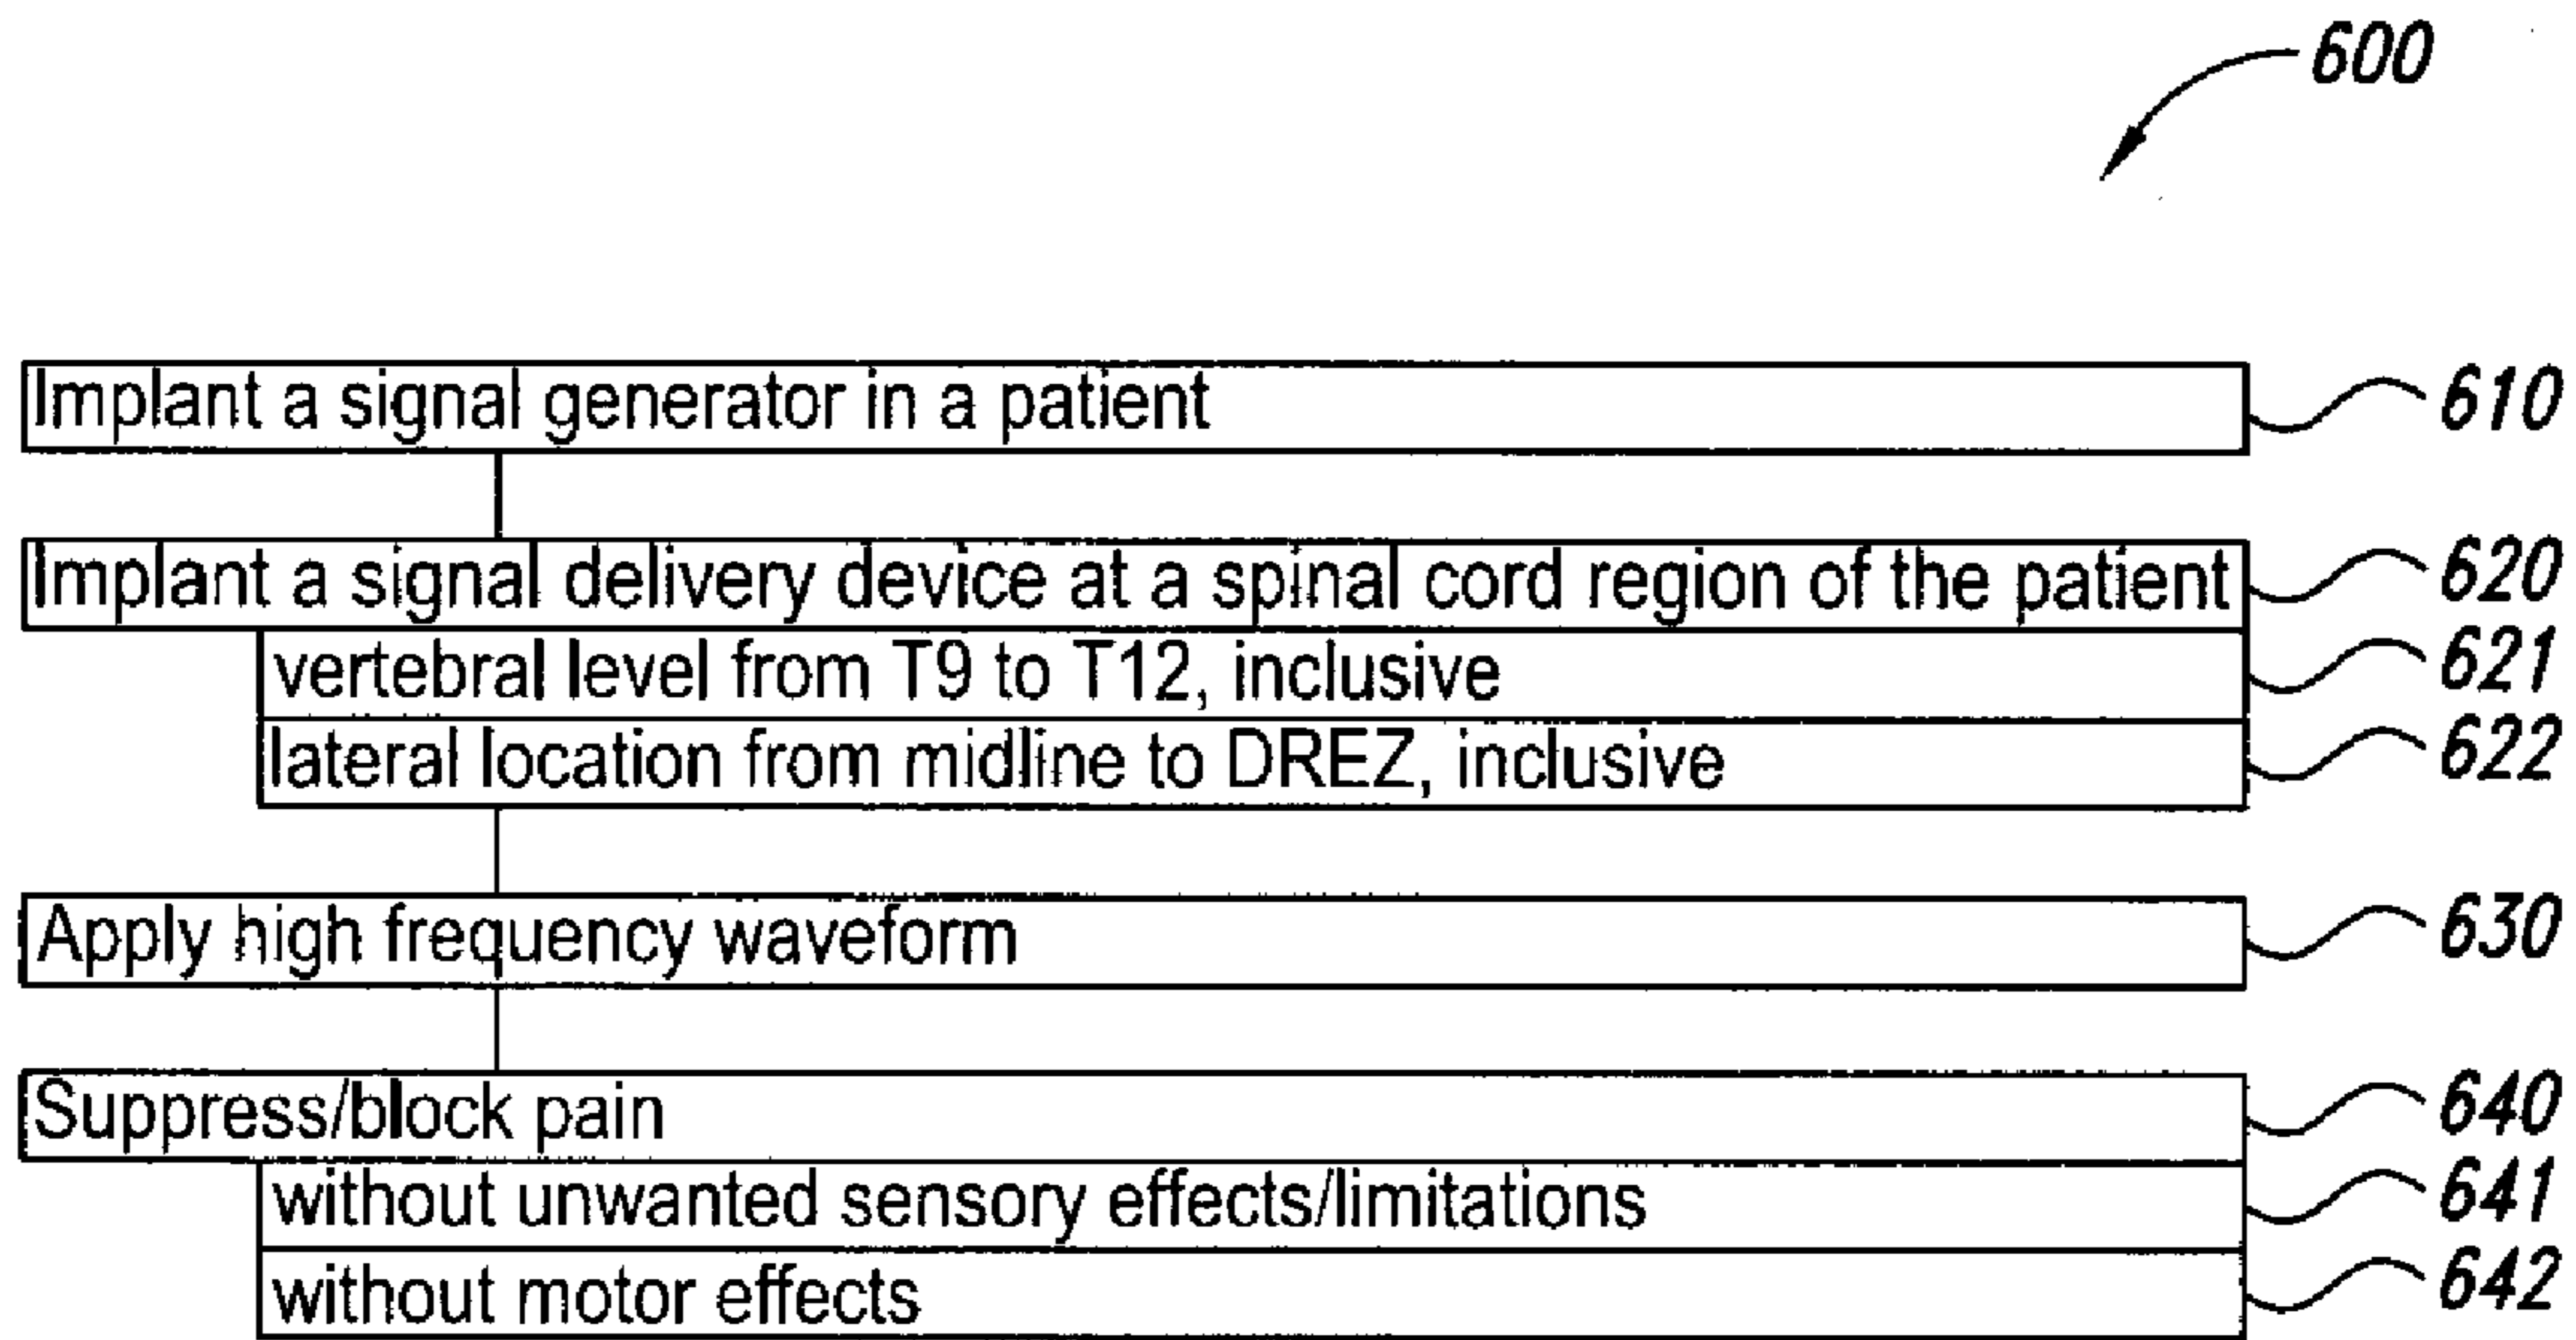 600
Implant a signal generator in a patient 610
Implant a signal delivery device at a spinal cord region of the patient 620
vertebral level from T9 to T12, inclusive 621
lateral location from midline to DREZ, inclusive 622
Apply high frequency waveform 630
Suppress/block pain 640
without unwanted sensory effects/limitations 641
without motor effects 642